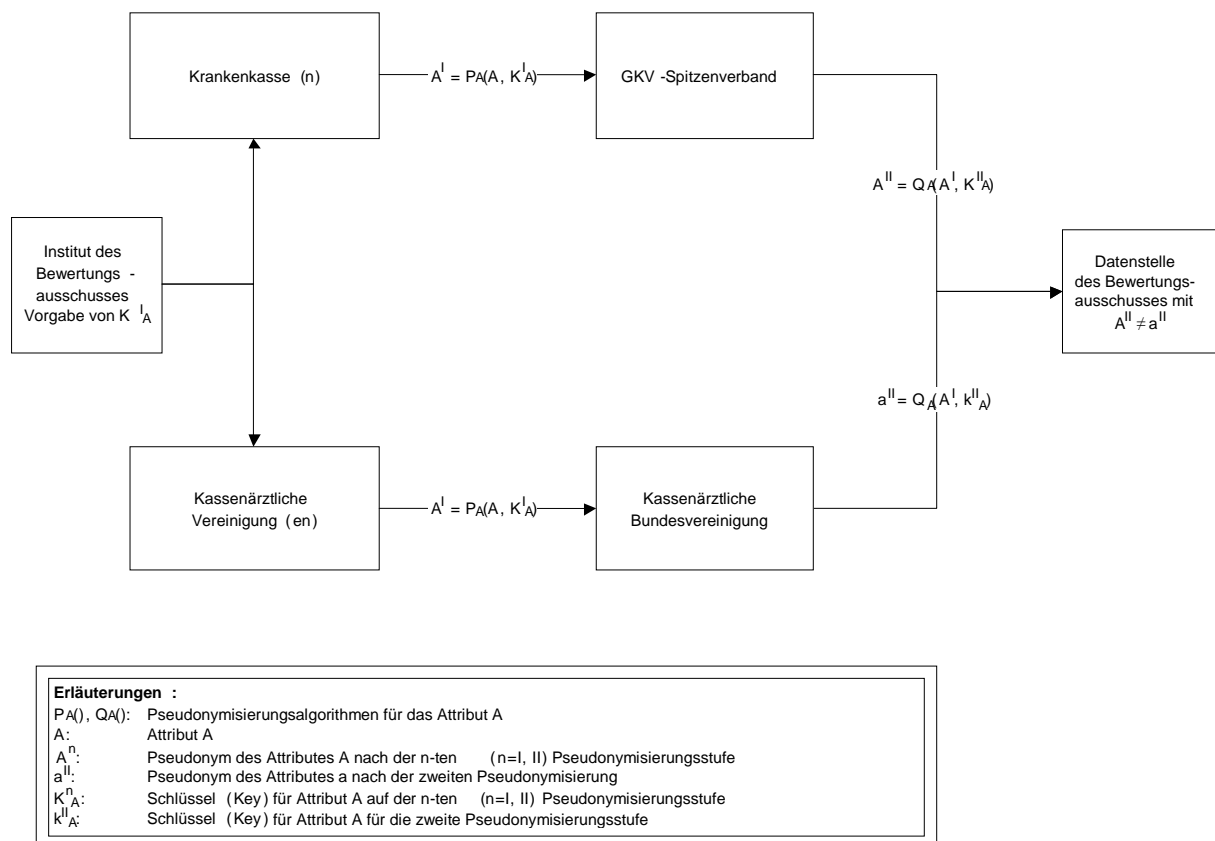 Krankenkasse (n)
A^I = PA(A, K^I_A)
GKV -Spitzenverband
A^II = QA(A^I, K^II_A)
Institut des
Bewertungs -
ausschusses
Vorgabe von K^I_A
Datenstelle
des Bewertungs-
ausschusses mit
A^II ≠ a^II
a^II = Q_A(A^I, k^II_A)
Kassenärztliche
Vereinigung (en)
A^I = PA(A, K^I_A)
Kassenärztliche
Bundesvereinigung
Erläuterungen :
PA(), QA(): Pseudonymisierungsalgorithmen für das Attribut A
A: Attribut A
A^n: Pseudonym des Attributes A nach der n-ten (n=I, II) Pseudonymisierungsstufe
a^II: Pseudonym des Attributes a nach der zweiten Pseudonymisierung
K^n_A: Schlüssel (Key) für Attribut A auf der n-ten (n=I, II) Pseudonymisierungsstufe
k^II_A: Schlüssel (Key) für Attribut A für die zweite Pseudonymisierungsstufe